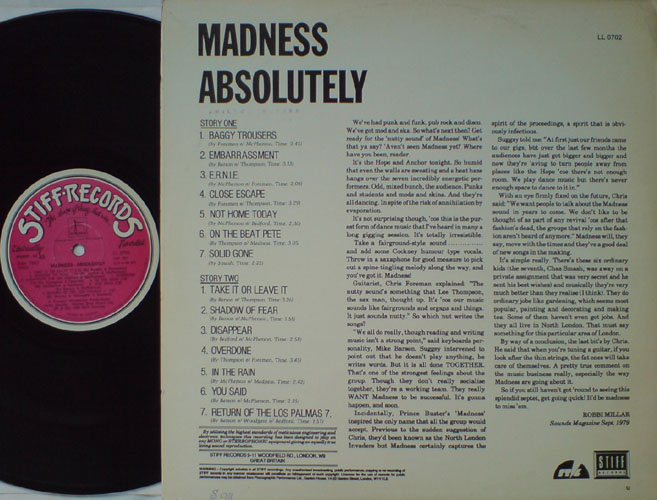 STIFF-RECORDS
MADNESS
ABSOLUTELY
LL 0702
STORY ONE
1. BAGGY TROUSERS
2. EMBARRASSMENT
3. E.R.N.I.E.
4. CLOSE ESCAPE
5. NOT HOME TODAY
6. ON THE BEAT PETE
7. SOLID GONE
STORY TWO
1. TAKE IT OR LEAVE IT
2. SHADOW OF FEAR
3. DISAPPEAR
4. OVERDONE
5. IN THE RAIN
6. YOU SAID
7. RETURN OF THE LOS PALMAS 7.
GREAT BRITAIN
We've had punk and funk, pub rock and disco.
We've got mod and ska. So what's next then? Get
ready for the 'nutty sound' of Madness! What's
that ya say? 'Aven't seen Madness yet? Where
have you been, reader
It's the Hope and Anchor tonight. So humid
that even the walls are sweating and a heat haze
hangs over the seven incredibly energetic per-
formers. Odd, mixed bunch, the audience. Punks
and students and mods and skins. And they're
all dancing. In spite of the risk of annihilation by
evaporation.
It's not surprising though, 'cos this is the pur-
est form of dance music that I've heard in many a
long gigging session. It's totally irresistible.
Take a fairground-style sound
and add some Cockney humour type vocals.
Throw in a saxophone for good measure to pick
out a spine-tingling melody along the way, and
you've got it. Madness!
Guitarist, Chris Foreman explained "The
nutty sound's something that Lee Thompson,
the sax man, thought up. It's 'cos our music
sounds like fairgrounds and organs and things.
It just sounds nutty." So which nut writes the
songs?
"We all do really, though reading and writing
music isn't a strong point," said keyboards per-
sonality, Mike Barson. Suggsy intervened to
point out that he doesn't play anything, he
writes words. But it is all done TOGETHER.
That's one of the strongest feelings about the
group. Though they don't really socialise
together, they're a working team. They really
WANT Madness to be successful. It's gonna
happen, and soon.
Incidentally, Prince Buster's 'Madness'
inspired the only name that all the group would
accept. Previous to the sudden suggestion of
Chris, they'd been known as the North London
Invaders but Madness certainly captures the
spirit of the proceedings, a spirit that is obvi-
ously infectious.
Suggsy told me: "At first just our friends came
to our gigs, but over the last few months the
audiences have just got bigger and bigger and
now they're 'aving to turn people away from
places like the Hope 'cos there's not enough
room. We play dance music but there's never
enough space to dance to it in."
With an eye firmly fixed on the future, Chris
said: "We want people to talk about the Madness
sound in years to come. We don't like to be
thought of as part of any revival 'cos after that
fashion's dead, the groups that rely on the fash-
ion aren't heard of anymore." Madness will, they
say, move with the times and they've a good deal
of new songs in the making.
It's simple really. There's these six ordinary
kids (the seventh, Chas Smash, was away on a
private assignment that was very secret and he
sent his best wishes) and musically they're very
much better than they realise (I think). They do
ordinary jobs like gardening, which seems most
popular, painting and decorating and making
tea. Some of them haven't even got jobs. And
they all live in North London. That must say
something for this particular area of London.
By way of a conclusion, the last bit's by Chris.
He said that when you're tuning a guitar, if you
look after the thin strings, the fat ones will take
care of themselves. A pretty true comment on
the music business really, especially the way
Madness are going about it.
So if you still haven't got 'round to seeing this
splendid septet, get going quick! It'd be madness
to miss 'em.
ROBBI MILLAR
Sounds Magazine Sept. 1979
STIFF
RECORDS